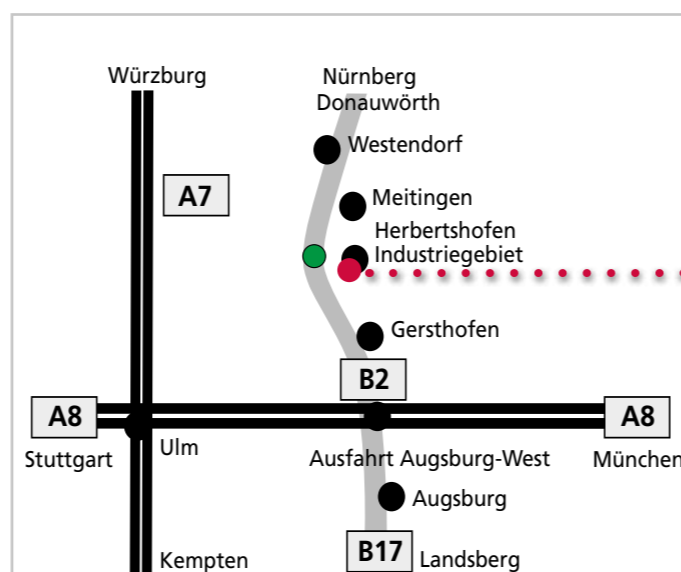 Würzburg
Nürnberg
Donauwörth
Westendorf
A7
Meitingen
Herbertshofen
Industriegebiet
Gersthofen
B2
A8
A8
Stuttgart
Ulm
Ausfahrt Augsburg-West
München
Augsburg
B17
Landsberg
Kempten